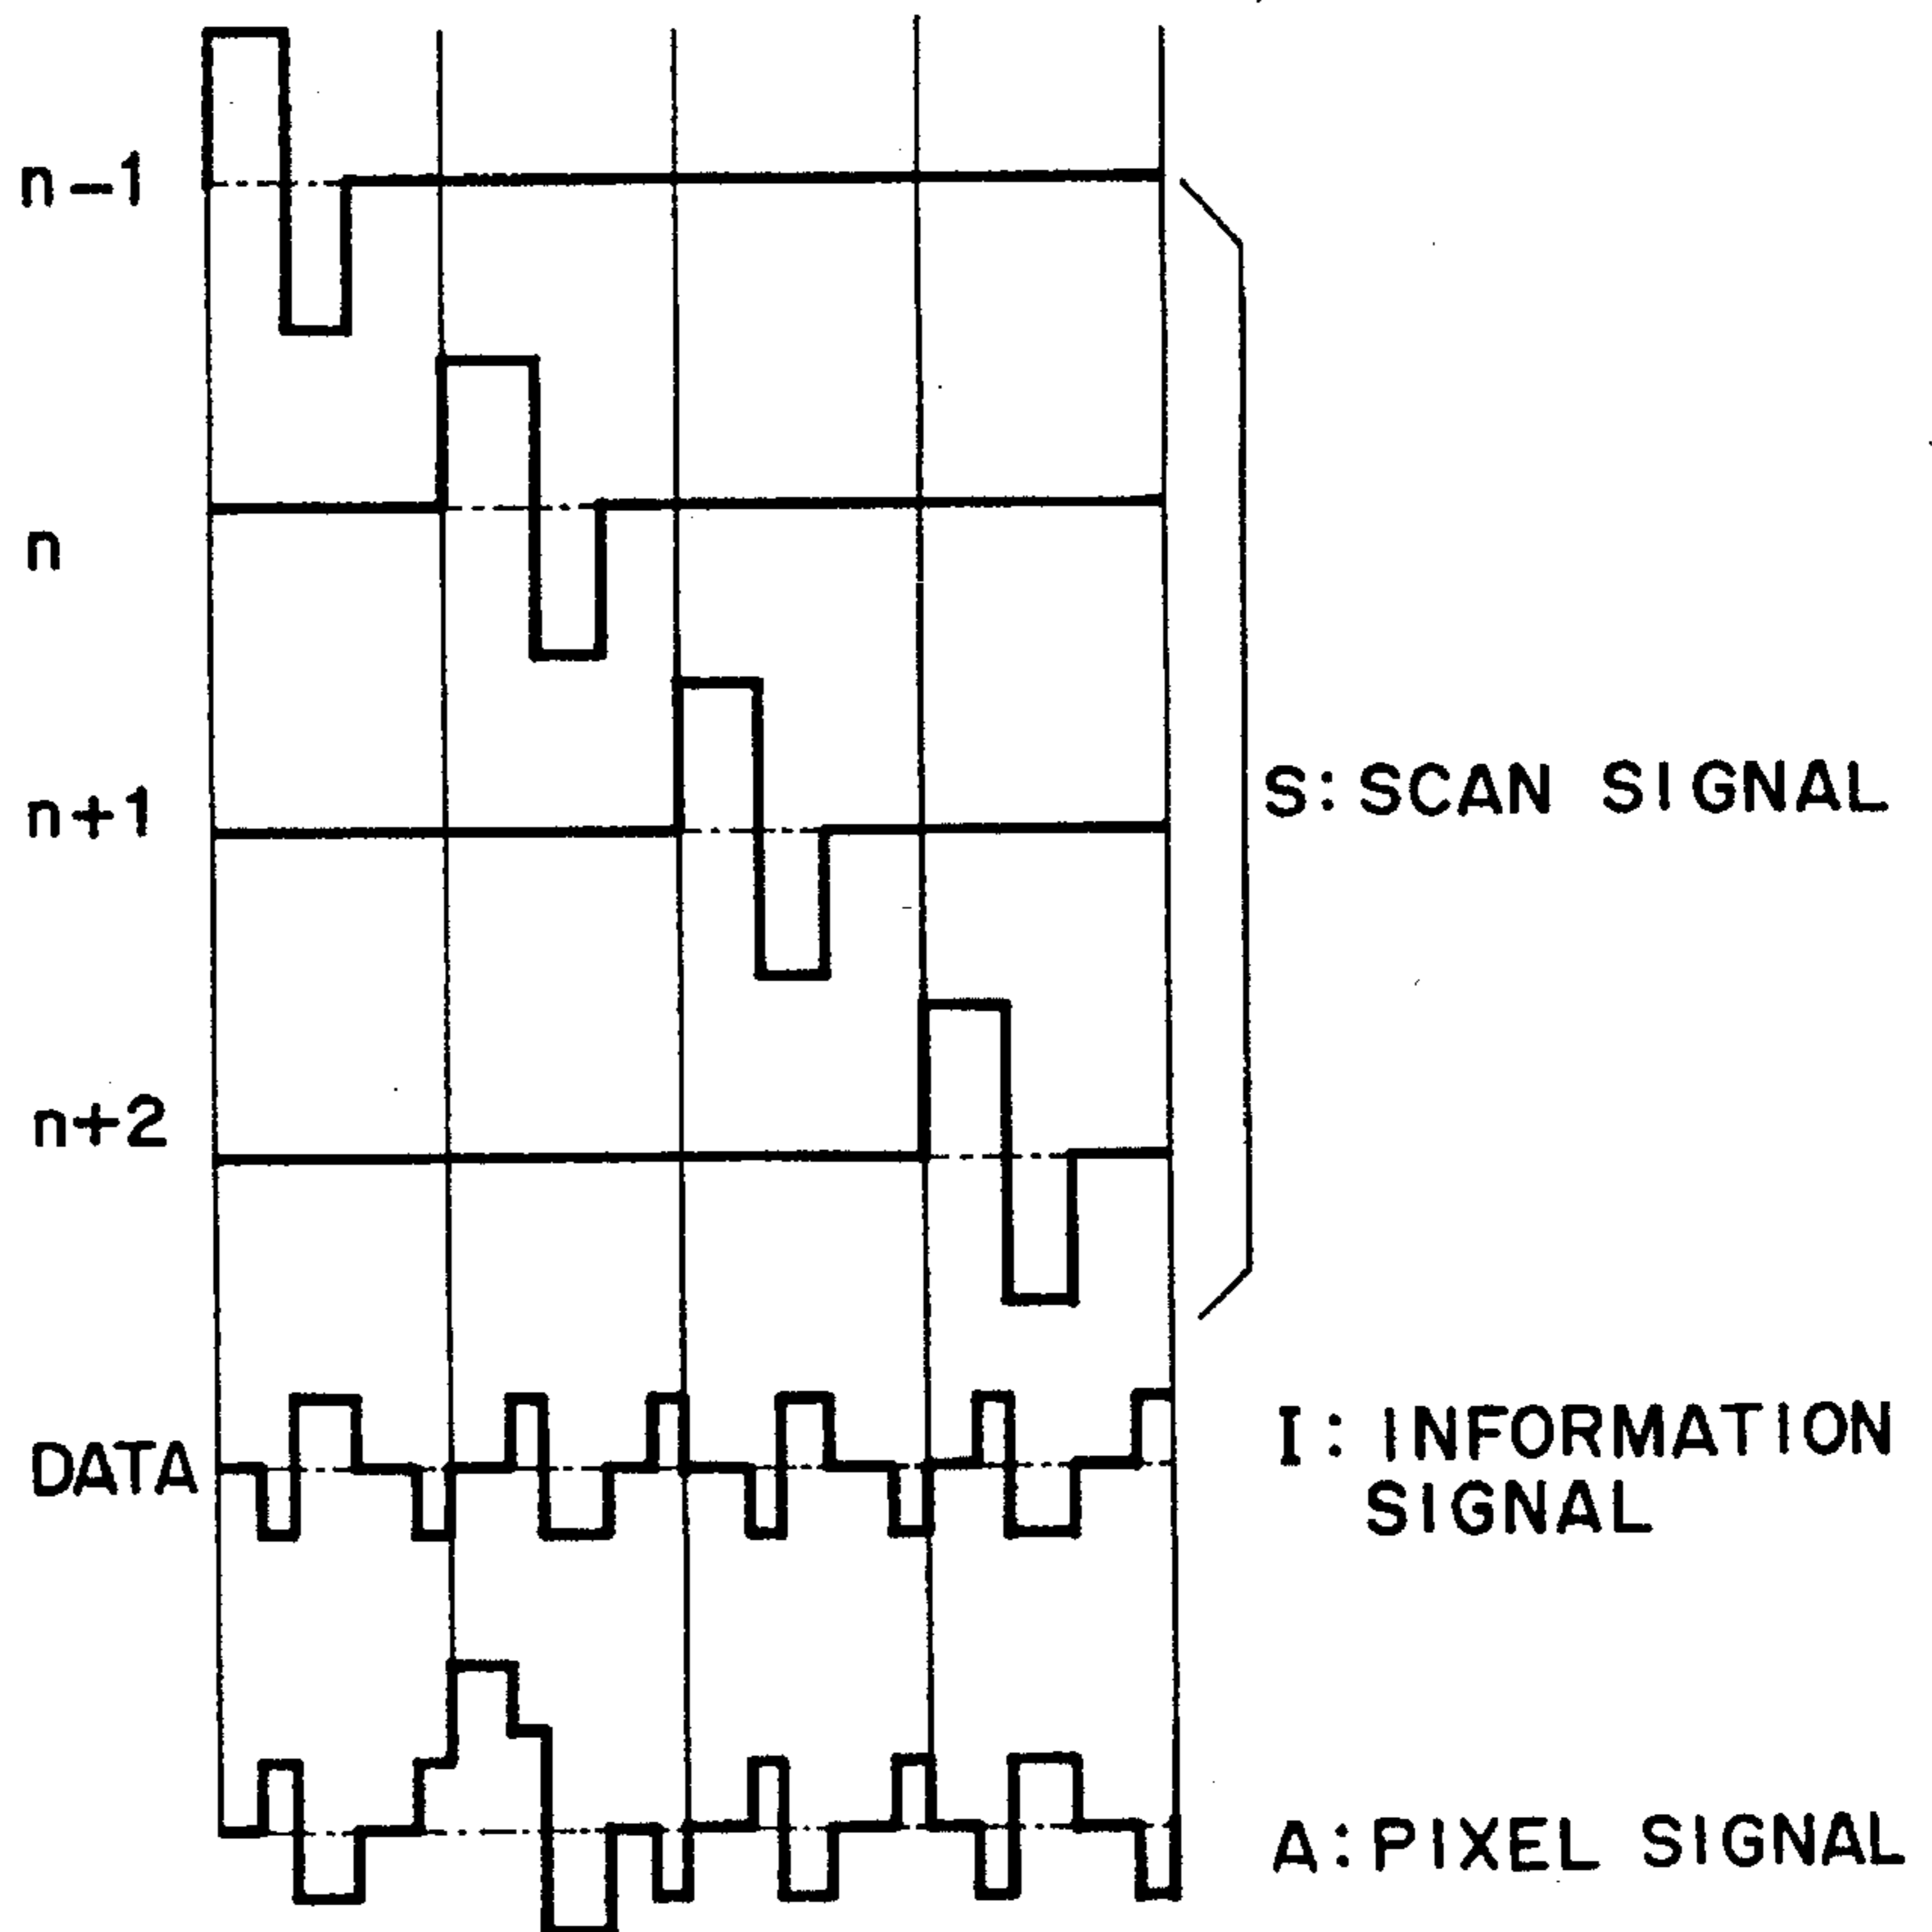 n-1
n
n+1
S: SCAN SIGNAL
n+2
DATA
I: INFORMATION
SIGNAL
A: PIXEL SIGNAL